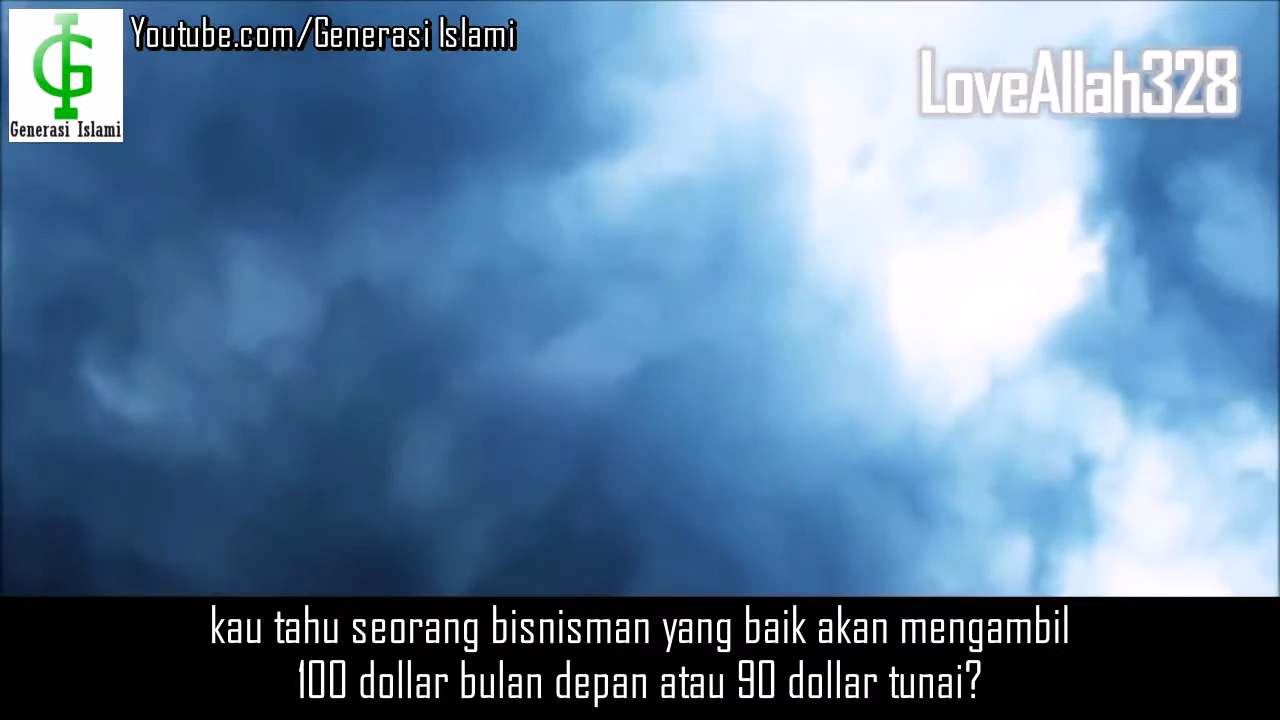 Youtube.com/Generasi Islami
LoveAllah328
GI
Generasi Islami
kau tahu seorang bisnisman yang baik akan mengambil
100 dollar bulan depan atau 90 dollar tunai?